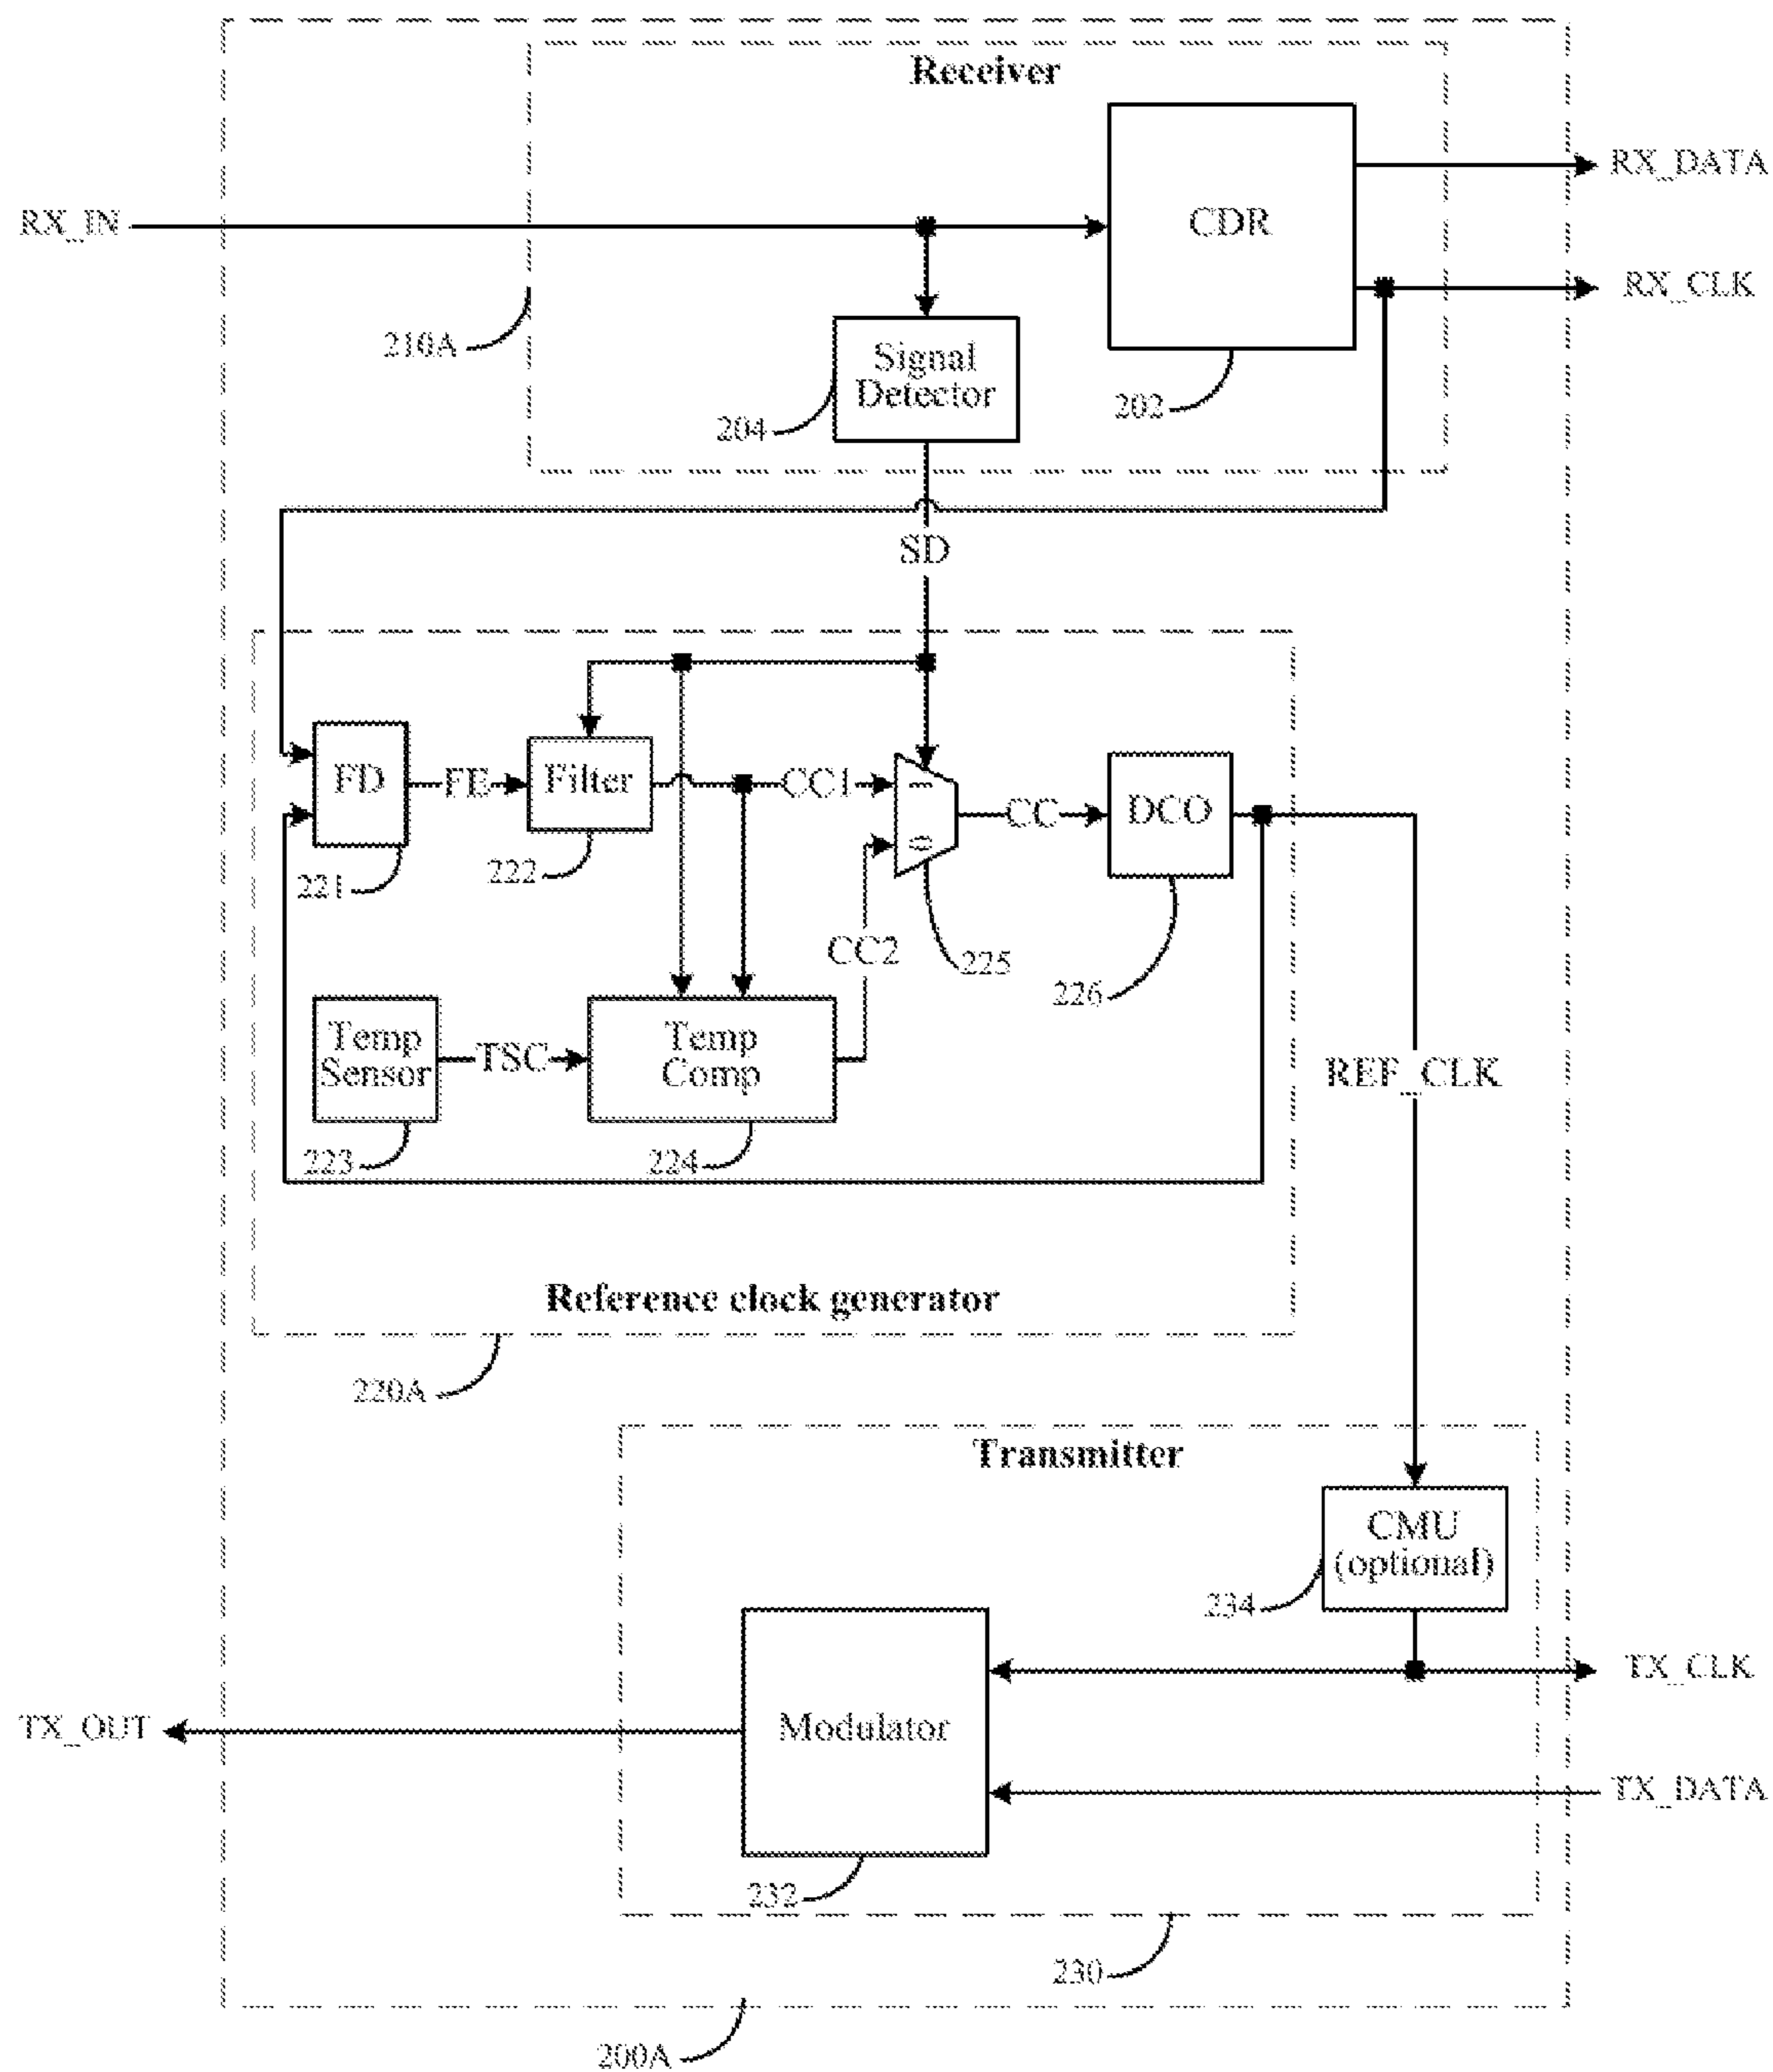 Receiver
RX_IN
CDR
RX_DATA
RX_CLK
210A
Signal
Detector
204
202
SD
FD
FE
Filter
CC1
1
0
CC
DCO
221
222
CC2
225
226
Temp
Sensor
TSC
Temp
Comp
REF_CLK
223
224
Reference clock generator
220A
Transmitter
CMU
(optional)
234
TX_CLK
TX_OUT
Modulator
TX_DATA
232
230
200A